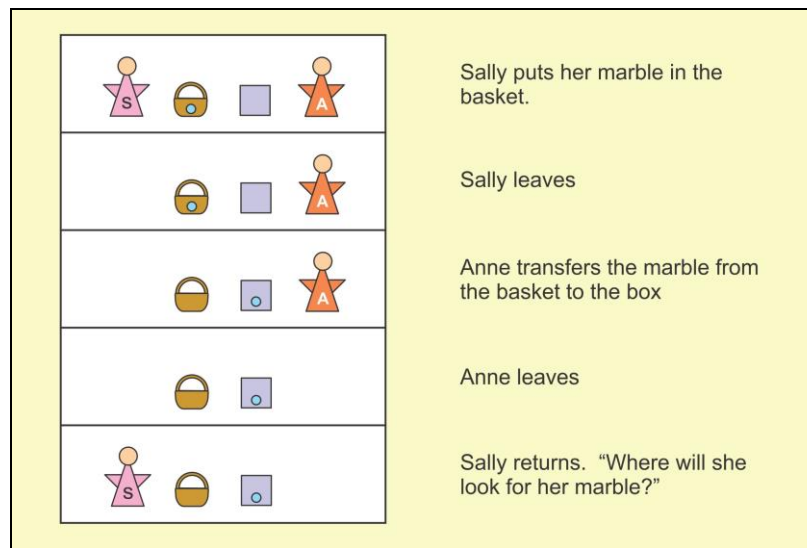 S A
Sally puts her marble in the
basket.
A
Sally leaves
A
Anne transfers the marble from
the basket to the box
Anne leaves
S
Sally returns. “Where will she
look for her marble?”